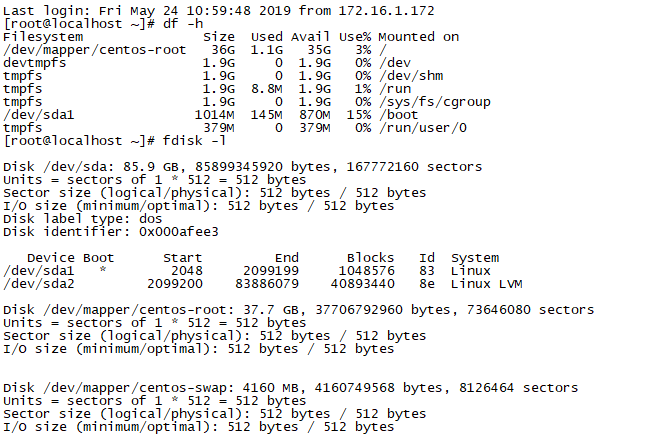 Last login: Fri May 24 10:59:48 2019 from 172.16.1.172
[root@localhost ~]# df -h
Filesystem               Size  Used Avail Use% Mounted on
/dev/mapper/centos-root   36G  1.1G   35G   3% /
devtmpfs                 1.9G     0  1.9G   0% /dev
tmpfs                    1.9G     0  1.9G   0% /dev/shm
tmpfs                    1.9G  8.8M  1.9G   1% /run
tmpfs                    1.9G     0  1.9G   0% /sys/fs/cgroup
/dev/sda1               1014M  145M  870M  15% /boot
tmpfs                    379M     0  379M   0% /run/user/0
[root@localhost ~]# fdisk -l

Disk /dev/sda: 85.9 GB, 85899345920 bytes, 167772160 sectors
Units = sectors of 1 * 512 = 512 bytes
Sector size (logical/physical): 512 bytes / 512 bytes
I/O size (minimum/optimal): 512 bytes / 512 bytes
Disk label type: dos
Disk identifier: 0x000afee3

   Device Boot      Start         End      Blocks   Id  System
/dev/sda1   *        2048     2099199     1048576   83  Linux
/dev/sda2         2099200    83886079    40893440   8e  Linux LVM

Disk /dev/mapper/centos-root: 37.7 GB, 37706792960 bytes, 73646080 sectors
Units = sectors of 1 * 512 = 512 bytes
Sector size (logical/physical): 512 bytes / 512 bytes
I/O size (minimum/optimal): 512 bytes / 512 bytes

Disk /dev/mapper/centos-swap: 4160 MB, 4160749568 bytes, 8126464 sectors
Units = sectors of 1 * 512 = 512 bytes
Sector size (logical/physical): 512 bytes / 512 bytes
I/O size (minimum/optimal): 512 bytes / 512 bytes